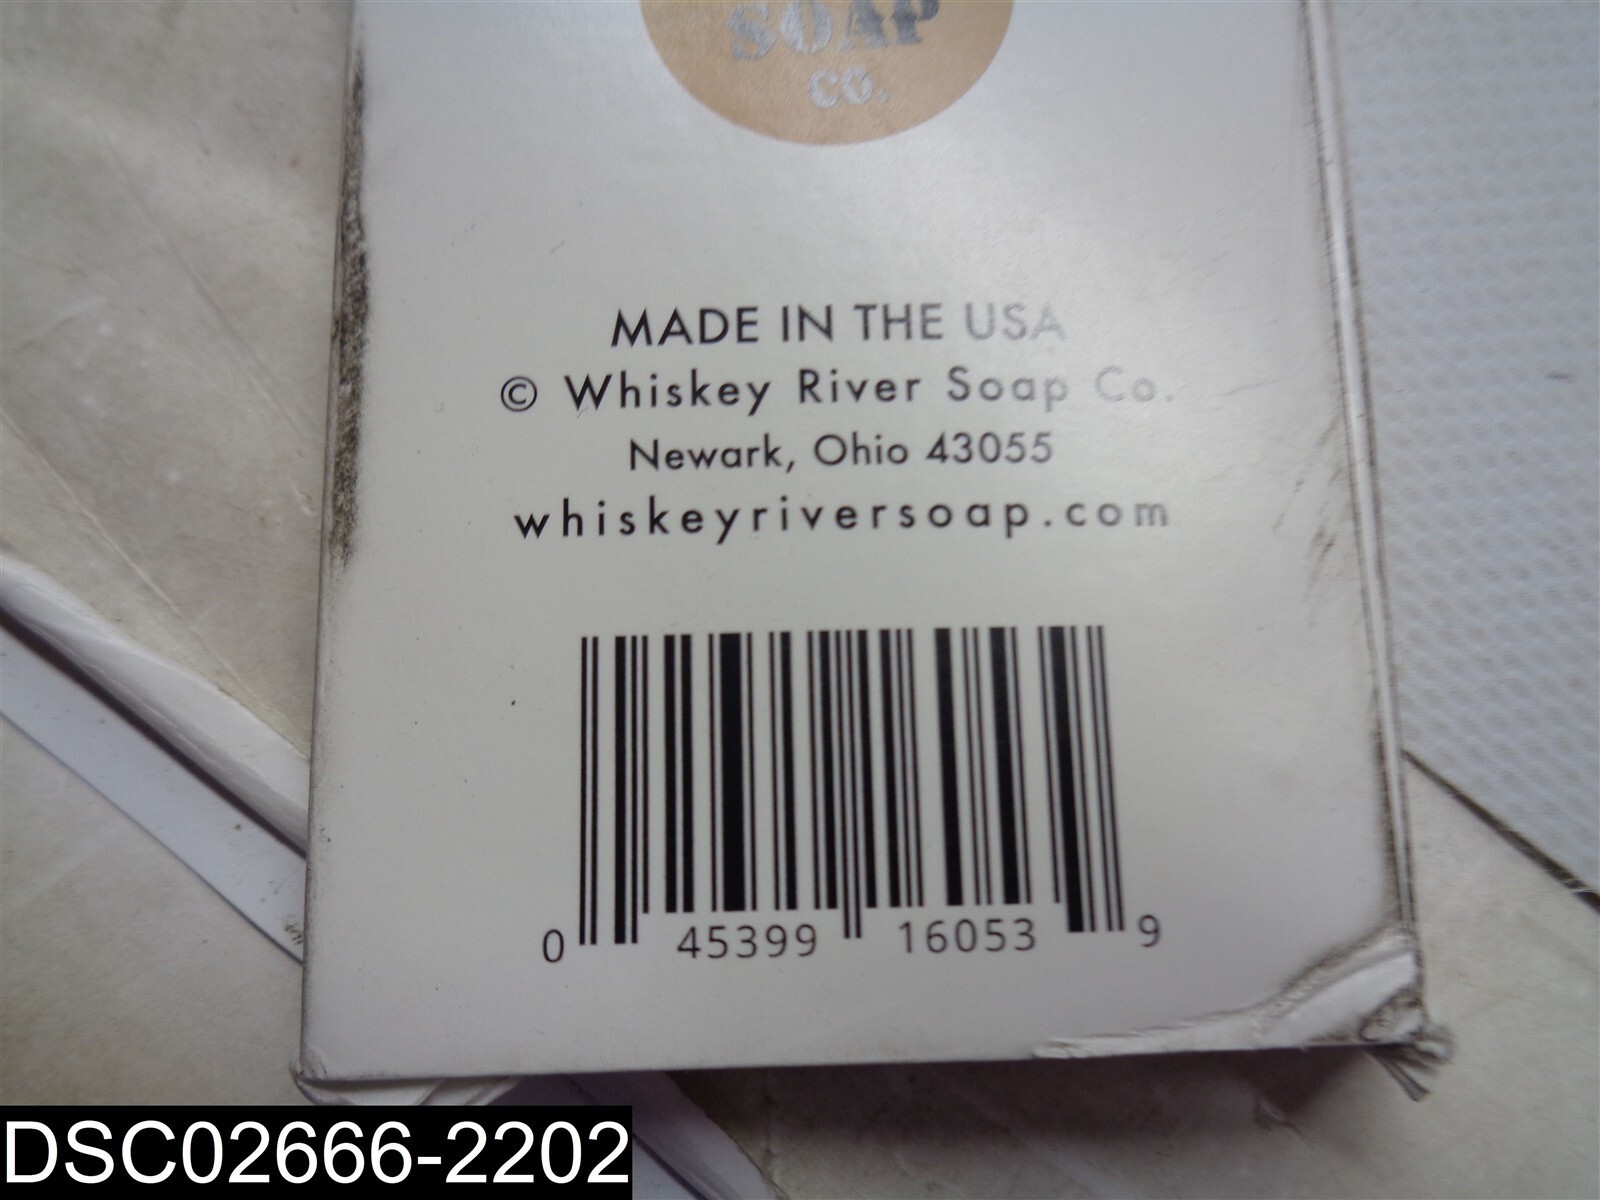 SOAP
CO.
MADE IN THE USA
© Whiskey River Soap Co.
Newark, Ohio 43055
whiskeyriversoap.com
0 45399 16053 9
DSC02666-2202